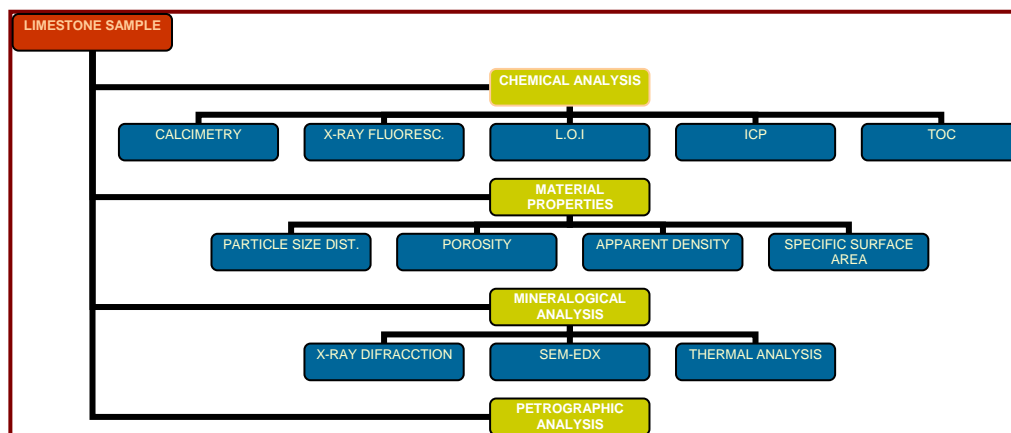 LIMESTONE SAMPLE
CHEMICAL ANALYSIS
CALCIMETRY
X-RAY FLUORESC.
L.O.I
ICP
TOC
MATERIAL
PROPERTIES
PARTICLE SIZE DIST.
POROSITY
APPARENT DENSITY
SPECIFIC SURFACE
AREA
MINERALOGICAL
ANALYSIS
X-RAY DIFRACCTION
SEM-EDX
THERMAL ANALYSIS
PETROGRAPHIC
ANALYSIS